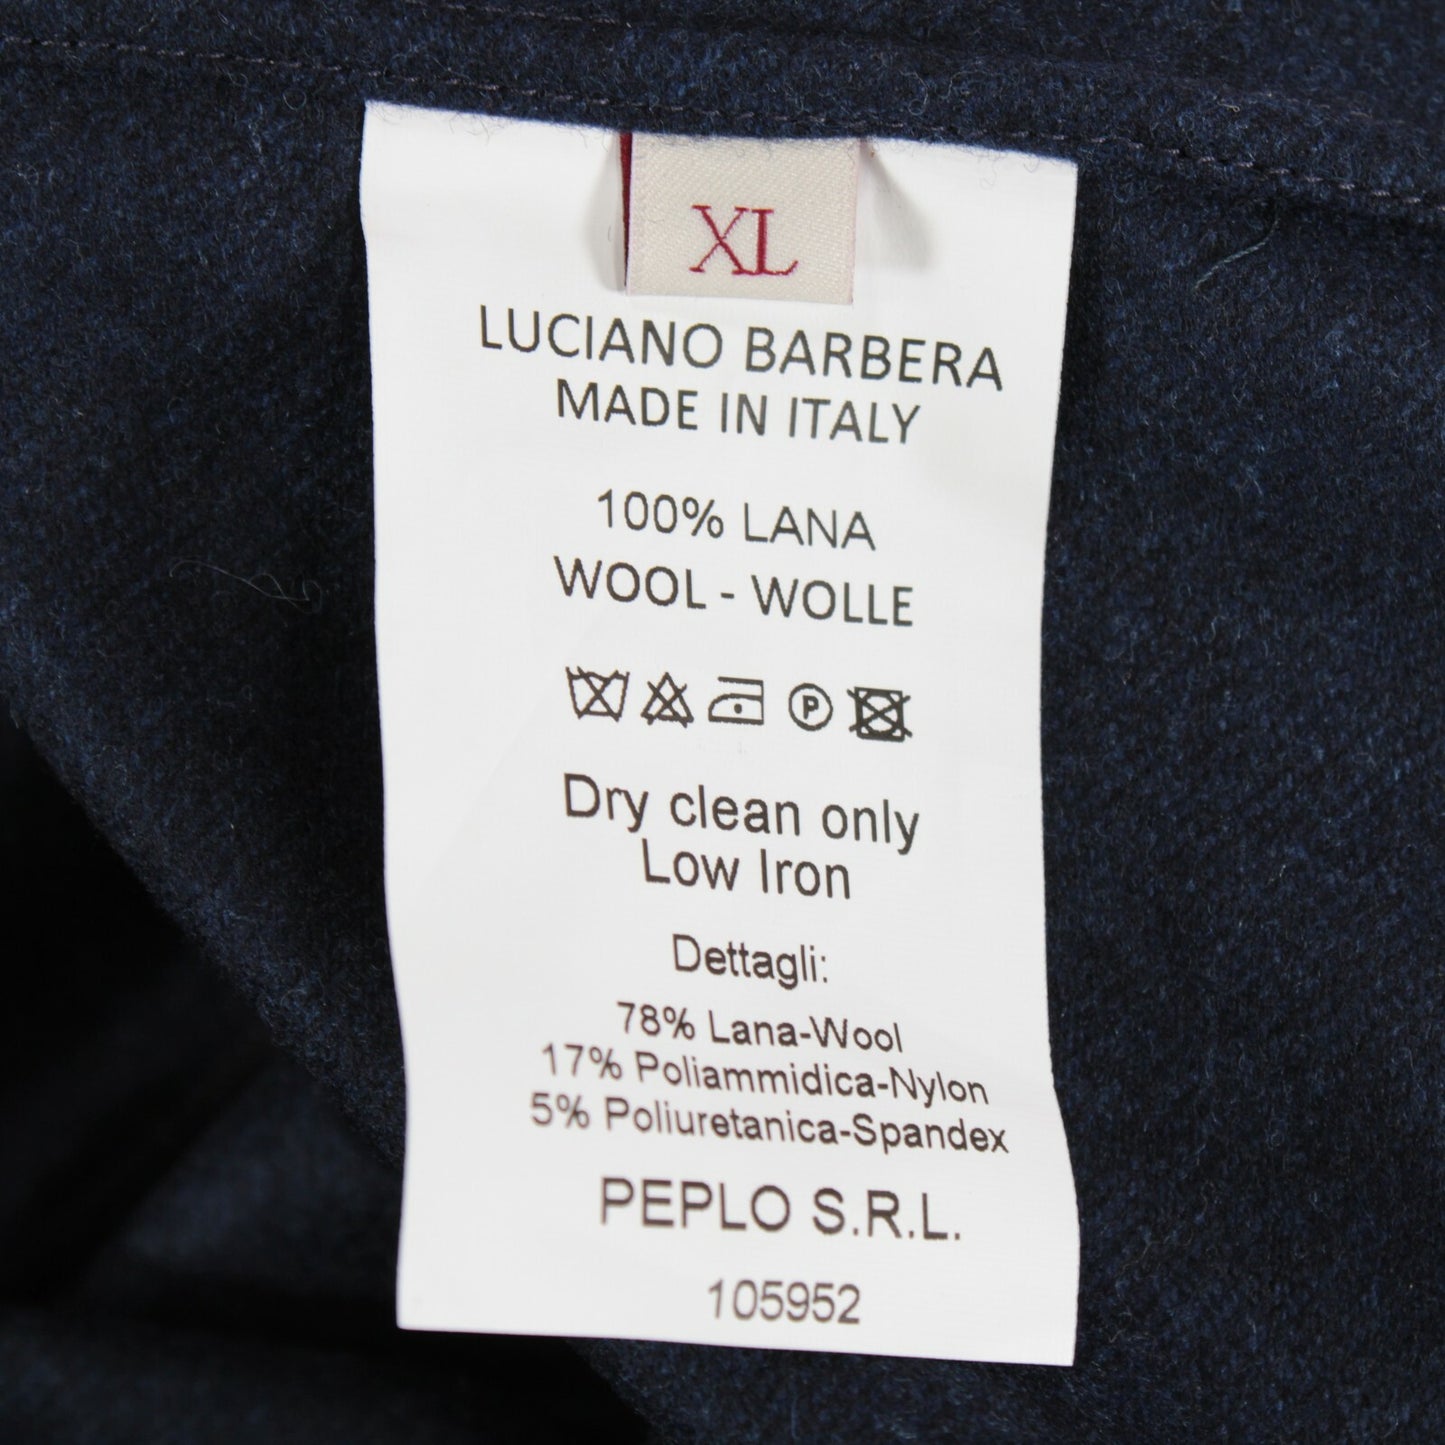 XL
LUCIANO BARBERA
MADE IN ITALY
100% LANA
WOOL - WOLLE
P
Dry clean only
Low Iron
Dettagli:
78% Lana-Wool
17% Poliammidica-Nylon
5% Poliuretanica-Spandex
PEPLO S.R.L.
105952